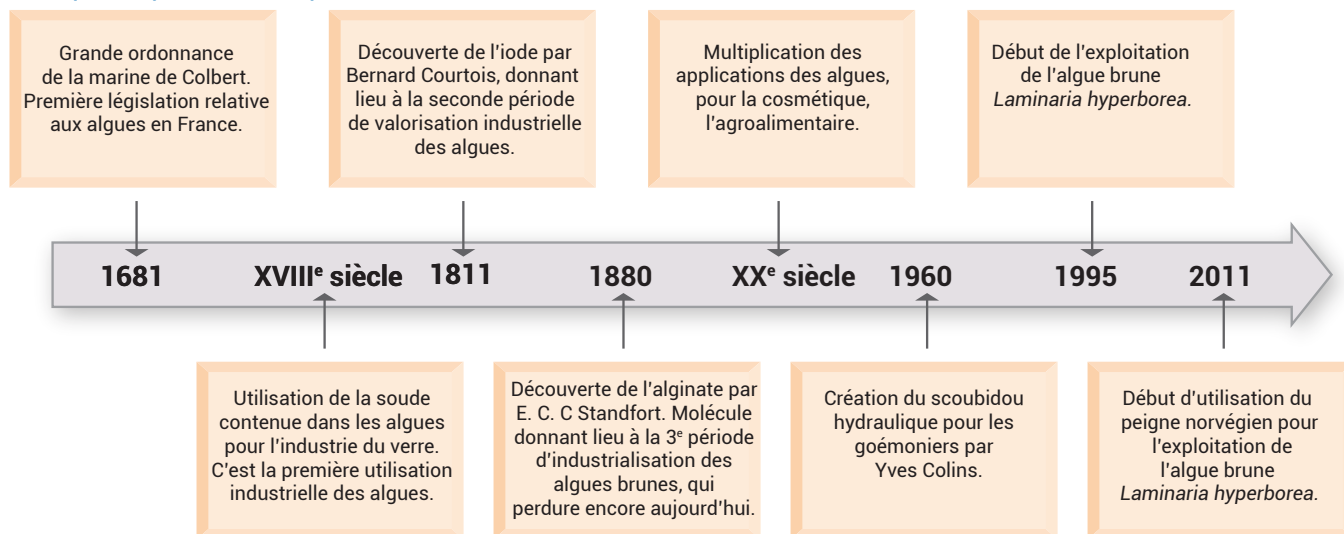 Grande ordonnance
de la marine de Colbert.
Première législation relative
aux algues en France.
Découverte de l'iode par
Bernard Courtois, donnant
lieu à la seconde période
de valorisation industrielle
des algues.
Multiplication des
applications des algues,
pour la cosmétique,
l'agroalimentaire.
Début de l'exploitation
de l'algue brune
Laminaria hyperborea.
1681
XVIIIe siècle
1811
1880
XXe siècle
1960
1995
2011
Utilisation de la soude
contenue dans les algues
pour l'industrie du verre.
C'est la première utilisation
industrielle des algues.
Découverte de l'alginate par
E. C. C Standfort. Molécule
donnant lieu à la 3e période
d'industrialisation des
algues brunes, qui
perdure encore aujourd'hui.
Création du scoubidou
hydraulique pour les
goémoniers par
Yves Colins.
Début d'utilisation du
peigne norvégien pour
l'exploitation de
l'algue brune
Laminaria hyperborea.